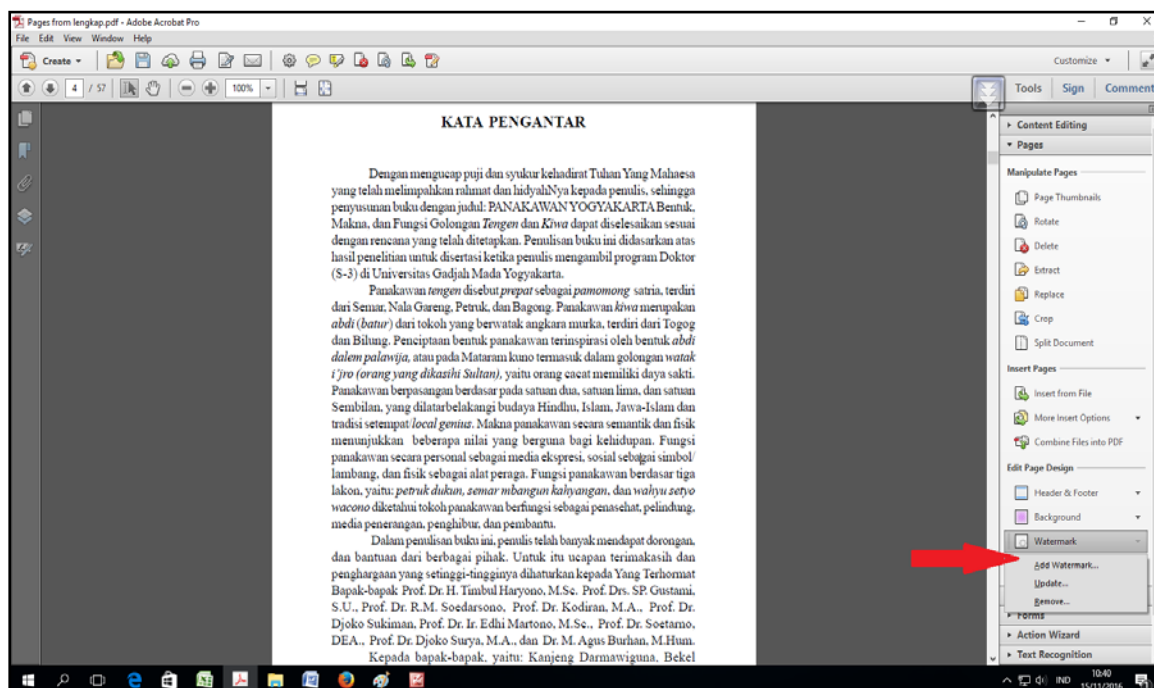 Pages from lengkap.pdf - Adobe Acrobat Pro
File Edit View Window Help
Create
Customize
4 / 57
100%
Tools Sign Comment
KATA PENGANTAR
Dengan mengucap puji dan syukur kehadirat Tuhan Yang Mahaesa
yang telah melimpahkan rahmat dan hidyahNya kepada penulis, sehingga
penyusunan buku dengan judul: PANAKAWAN YOGYAKARTA Bentuk,
Makna, dan Fungsi Golongan Tengen dan Kiwa dapat diselesaikan sesuai
dengan rencana yang telah ditetapkan. Penulisan buku ini didasarkan atas
hasil penelitian untuk disertasi ketika penulis mengambil program Doktor
(S-3) di Universitas Gadjah Mada Yogyakarta.
Panakawan tengen disebut prepat sebagai pamomong satria, terdiri
dari Semar, Nala Gareng, Petruk, dan Bagong. Panakawan kiwa merupakan
abdi (batur) dari tokoh yang berwatak angkara murka, terdiri dari Togog
dan Bilung. Penciptaan bentuk panakawan terinspirasi oleh bentuk abdi
dalem palawija, atau pada Mataram kuno termasuk dalam golongan watak
i'jro (orang yang dikasihi Sultan), yaitu orang cacat memiliki daya sakti.
Panakawan berpasangan berdasar pada satuan dua, satuan lima, dan satuan
Sembilan, yang dilatarbelakangi budaya Hindhu, Islam, Jawa-Islam dan
tradisi setempat/local genius. Makna panakawan secara semantik dan fisik
menunjukkan beberapa nilai yang berguna bagi kehidupan. Fungsi
panakawan secara personal sebagai media ekspresi, sosial sebagai simbol/
lambang, dan fisik sebagai alat peraga. Fungsi panakawan berdasar tiga
lakon, yaitu: petruk dukun, semar mbangun kahyangan, dan wahyu setyo
wacono diketahui tokoh panakawan berfungsi sebagai penasehat, pelindung,
media penerangan, penghibur, dan pembantu.
Dalam penulisan buku ini, penulis telah banyak mendapat dorongan,
dan bantuan dari berbagai pihak. Untuk itu ucapan terimakasih dan
penghargaan yang setinggi-tingginya dihaturkan kepada Yang Terhormat
Bapak-bapak Prof. Dr. H. Timbul Haryono, M.Sc. Prof. Drs. SP. Gustami,
S.U., Prof. Dr. R.M. Soedarsono, Prof. Dr. Kodiran, M.A., Prof. Dr.
Djoko Sukiman, Prof. Dr. Ir. Edhi Martono, M.Sc., Prof. Dr. Soetarno,
DEA., Prof. Dr. Djoko Surya, M.A., dan Dr. M. Agus Burhan, M.Hum.
Kepada bapak-bapak, yaitu: Kanjeng Darmawiguna, Bekel
Content Editing
Pages
Manipulate Pages
Page Thumbnails
Rotate
Delete
Extract
Replace
Crop
Split Document
Insert Pages
Insert from File
More Insert Options
Combine Files into PDF
Edit Page Design
Header & Footer
Background
Watermark
Add Watermark...
Update...
Remove...
Forms
Action Wizard
Text Recognition
IND
10:40
15/11/2016